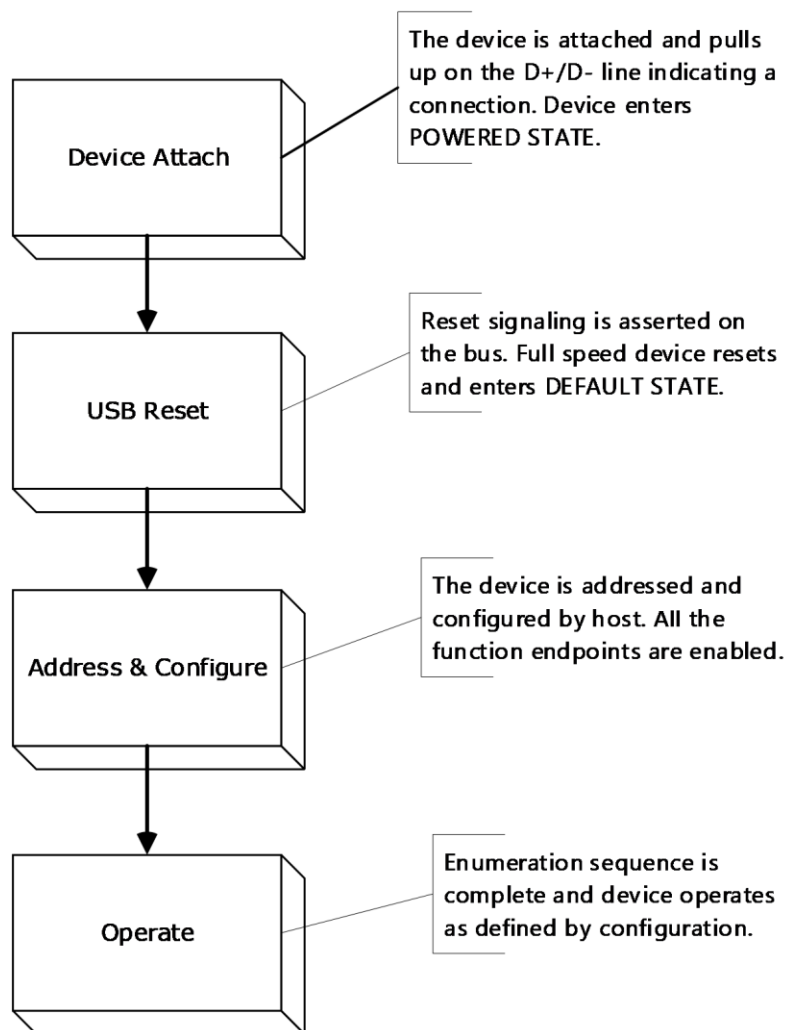 The device is attached and pulls
up on the D+/D- line indicating a
connection. Device enters
POWERED STATE.
Device Attach
Reset signaling is asserted on
the bus. Full speed device resets
and enters DEFAULT STATE.
USB Reset
The device is addressed and
configured by host. All the
function endpoints are enabled.
Address & Configure
Enumeration sequence is
complete and device operates
as defined by configuration.
Operate